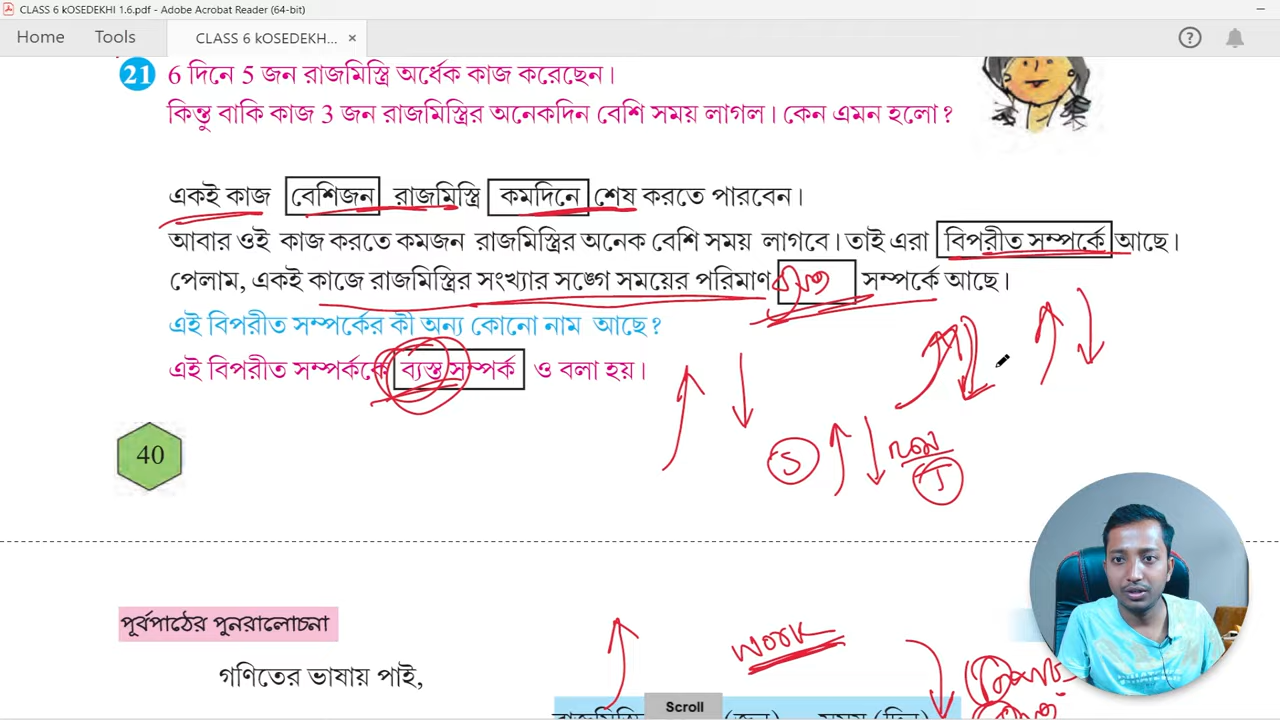 CLASS 6 kOSEDEKHI 1.6.pdf - Adobe Acrobat Reader (64-bit)
Home Tools CLASS 6 kOSEDEKH... × ?
21 6 দিনে 5 জন রাজমিস্ত্রি অর্ধেক কাজ করেছেন।
কিন্তু বাকি কাজ 3 জন রাজমিস্ত্রির অনেকদিন বেশি সময় লাগল। কেন এমন হলো?
একই কাজ বেশিজন রাজমিস্ত্রি কমদিনে শেষ করতে পারবেন।
আবার ওই কাজ করতে কমজন রাজমিস্ত্রির অনেক বেশি সময় লাগবে। তাই এরা বিপরীত সম্পর্কে আছে।
পেলাম, একই কাজে রাজমিস্ত্রির সংখ্যার সঙ্গে সময়ের পরিমাণ ব্যস্ত সম্পর্কে আছে।
এই বিপরীত সম্পর্কের কী অন্য কোনো নাম আছে?
এই বিপরীত সম্পর্ককে ব্যস্ত সম্পর্ক ও বলা হয়।
S
T
40
পূর্বপাঠের পুনরালোচনা
work
গণিতের ভাষায় পাই,
রাজমিস্ত্রি (জন) সময় (দিন)
Scroll